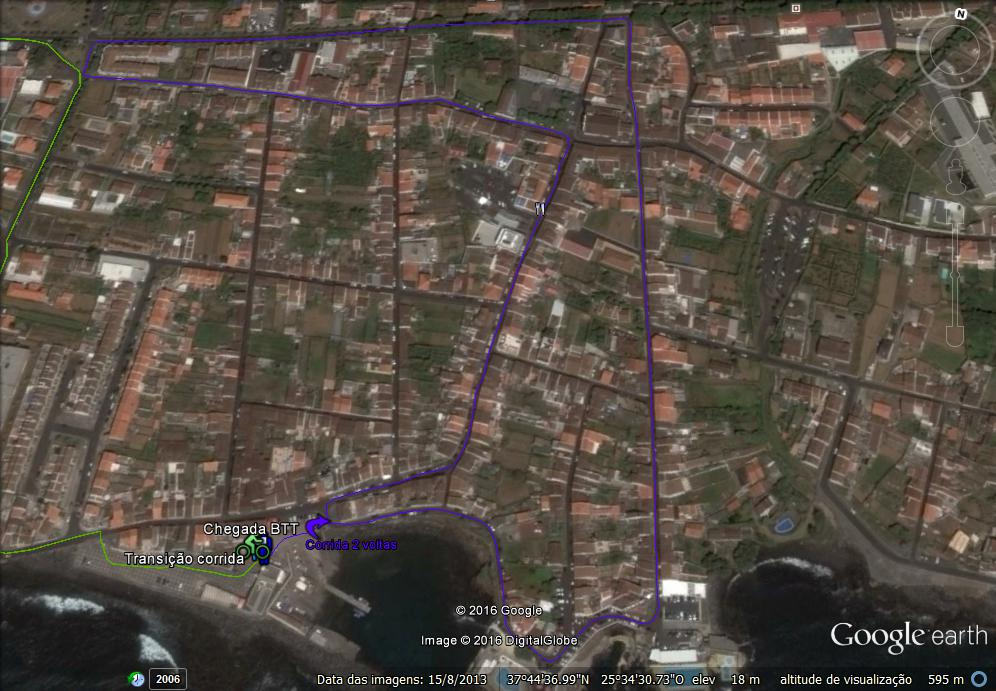 N
Chegada BTT
Transição corrida
Corrida 2 voltas
© 2016 Google
Image © 2016 DigitalGlobe
Google earth
2006
Data das imagens: 15/8/2013 37°44'36.99"N 25°34'30.73"O elev 18 m altitude de visualização 595 m